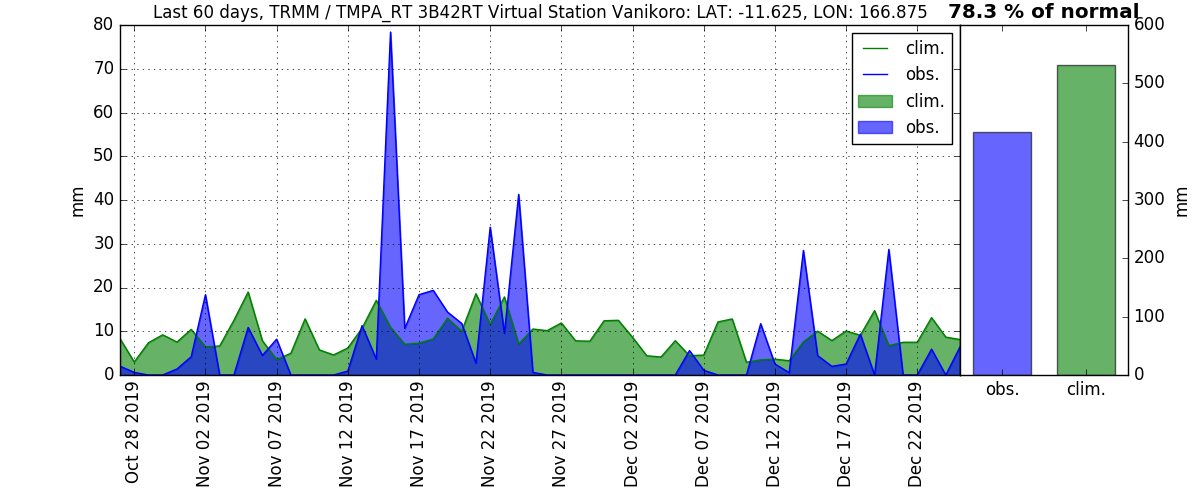 Last 60 days, TRMM / TMPA_RT 3B42RT Virtual Station Vanikoro: LAT: -11.625, LON: 166.875
78.3 % of normal
80
70
60
50
40
30
20
10
0
mm
clim.
obs.
clim.
obs.
600
500
400
300
200
100
0
mm
obs.
clim.
Oct 28 2019
Nov 02 2019
Nov 07 2019
Nov 12 2019
Nov 17 2019
Nov 22 2019
Nov 27 2019
Dec 02 2019
Dec 07 2019
Dec 12 2019
Dec 17 2019
Dec 22 2019